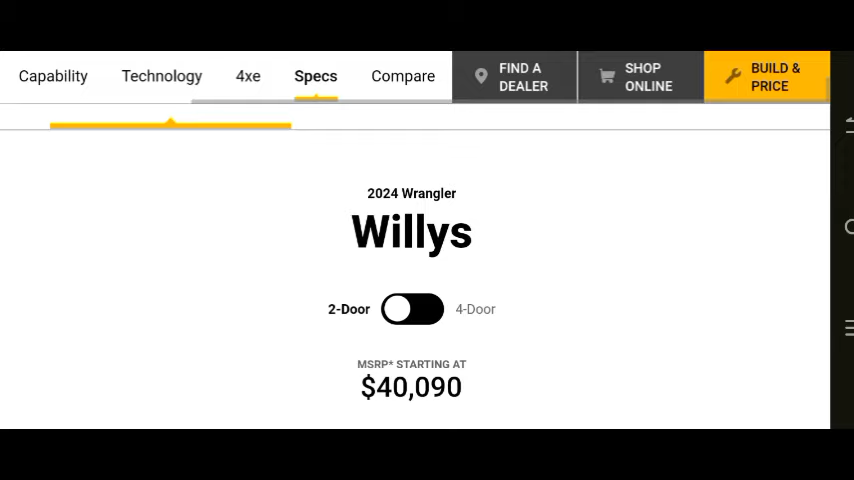 Capability Technology 4xe Specs Compare
FIND A
DEALER
SHOP
ONLINE
BUILD &
PRICE
2024 Wrangler
Willys
2-Door 4-Door
MSRP* STARTING AT
$40,090